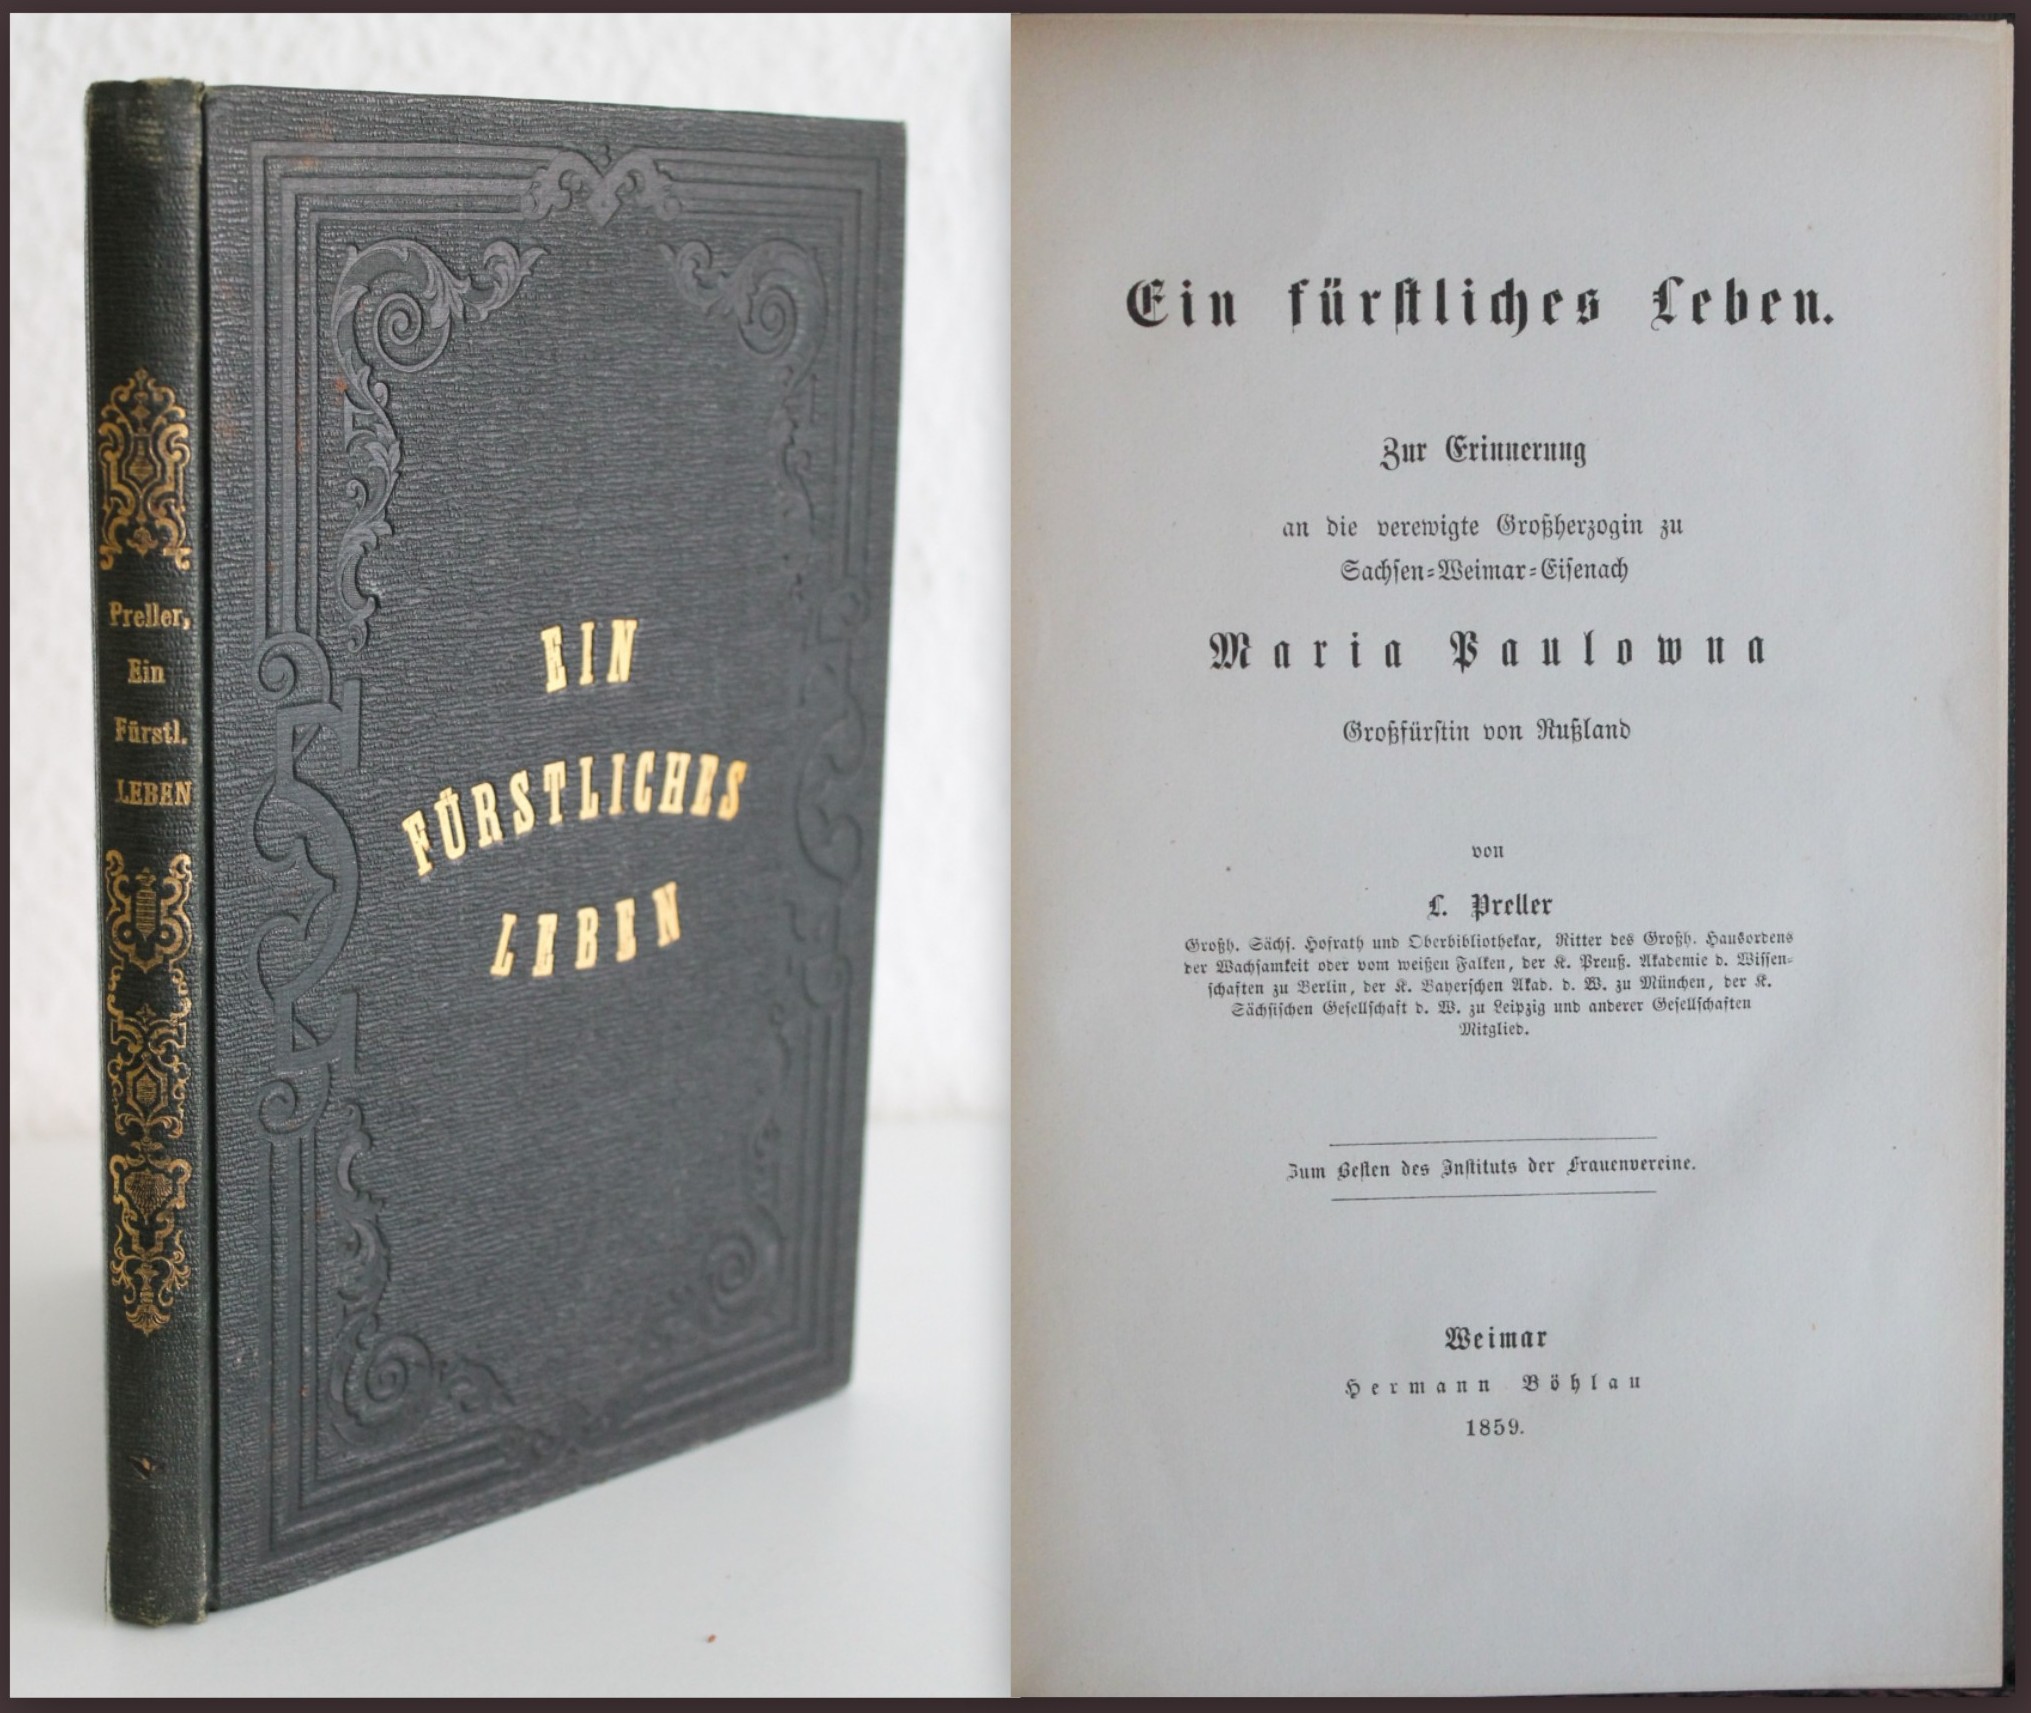 Preller,
Ein
Fürstl.
LEBEN
EIN
FÜRSTLICHES
LEBEN
Ein fürstliches Leben.
Zur Erinnerung
an die verewigte Großherzogin zu
Sachsen-Weimar-Eisenach
Maria Paulowna
Großfürstin von Rußland
von
L. Preller
Großh. Sächs. Hofrath und Oberbibliothekar, Ritter des Großh. Hausordens
der Wachsamkeit oder vom weißen Falken, der K. Preuß. Akademie d. Wissen-
schaften zu Berlin, der K. Bayerschen Akad. d. W. zu München, der K.
Sächsischen Gesellschaft d. W. zu Leipzig und anderer Gesellschaften
Mitglied.
Zum Besten des Instituts der Frauenvereine.
Weimar
Hermann Böhlau
1859.